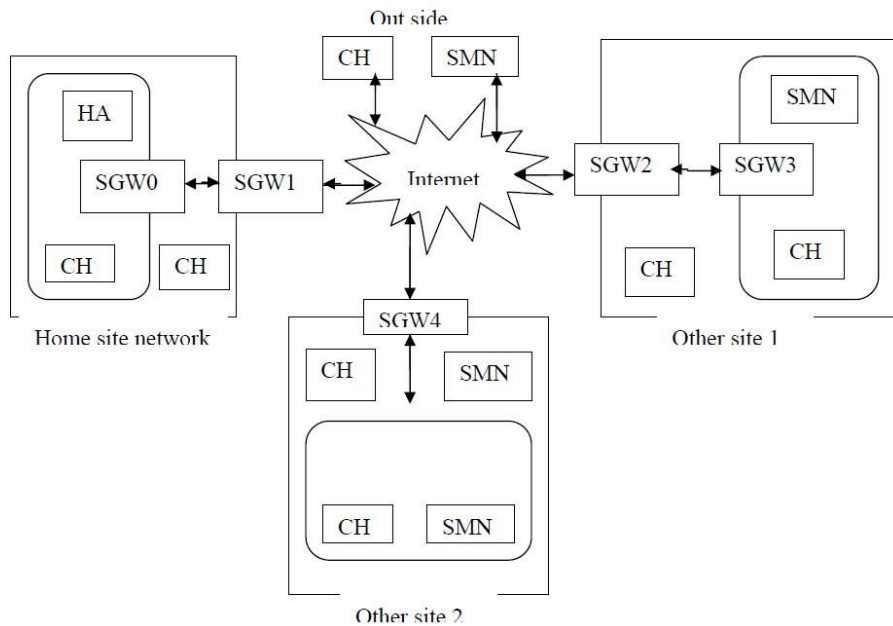 Out side
CH
SMN
HA
SGW0
SGW1
CH
CH
Home site network
Internet
SMN
SGW2
SGW3
CH
CH
Other site 1
SGW4
CH
SMN
CH
SMN
Other site 2